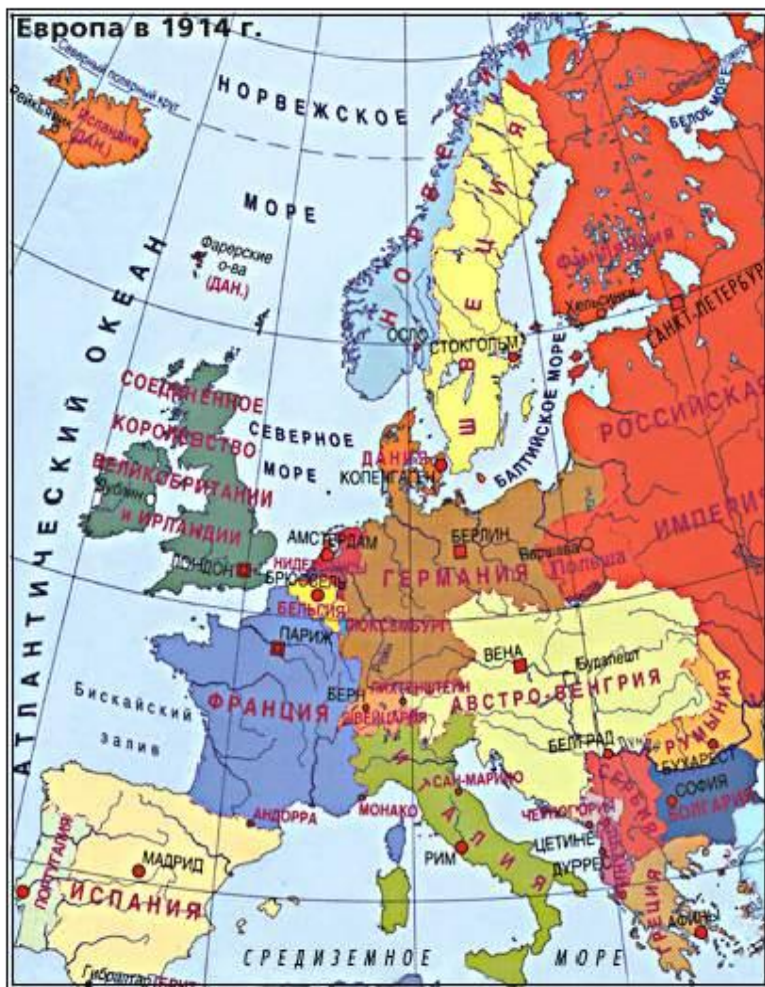 Европа в 1914 г.
Северный полярный круг
НОРВЕЖСКОЕ
МОРЕ
Рейкьявик
Исландия
(ДАН.)
БЕЛОЕ МОРЕ
НОРВЕГИЯ
ШВЕЦИЯ
Финляндия
Фарерские
о-ва
(ДАН.)
Хельсинки
САНКТ-ПЕТЕРБУРГ
ОСЛО
СТОКГОЛЬМ
АТЛАНТИЧЕСКИЙ ОКЕАН
СОЕДИНЕННОЕ
КОРОЛЕВСТВО
ВЕЛИКОБРИТАНИИ
и ИРЛАНДИИ
Дублин
ЛОНДОН
СЕВЕРНОЕ
МОРЕ
ДАНИЯ
КОПЕНГАГЕН
БАЛТИЙСКОЕ МОРЕ
РОССИЙСКАЯ
ИМПЕРИЯ
АМСТЕРДАМ
НИДЕРЛАНДЫ
БЕРЛИН
ГЕРМАНИЯ
Варшава
Польша
БРЮССЕЛЬ
БЕЛЬГИЯ
ЛЮКСЕМБУРГ
ПАРИЖ
ФРАНЦИЯ
ВЕНА
Будапешт
БЕРН
ЛИХТЕНШТЕЙН
ШВЕЙЦАРИЯ
АВСТРО-ВЕНГРИЯ
Бискайский
залив
РУМЫНИЯ
БЕЛГРАД
БУХАРЕСТ
СЕРБИЯ
СОФИЯ
БОЛГАРИЯ
ИТАЛИЯ
САН-МАРИНО
АНДОРРА
МОНАКО
ЧЕРНОГОРИЯ
ЦЕТИНЕ
ДУРРЕС
АЛБАНИЯ
РИМ
ПОРТУГАЛИЯ
МАДРИД
ИСПАНИЯ
ГРЕЦИЯ
АФИНЫ
СРЕДИЗЕМНОЕ
МОРЕ
Гибралтар